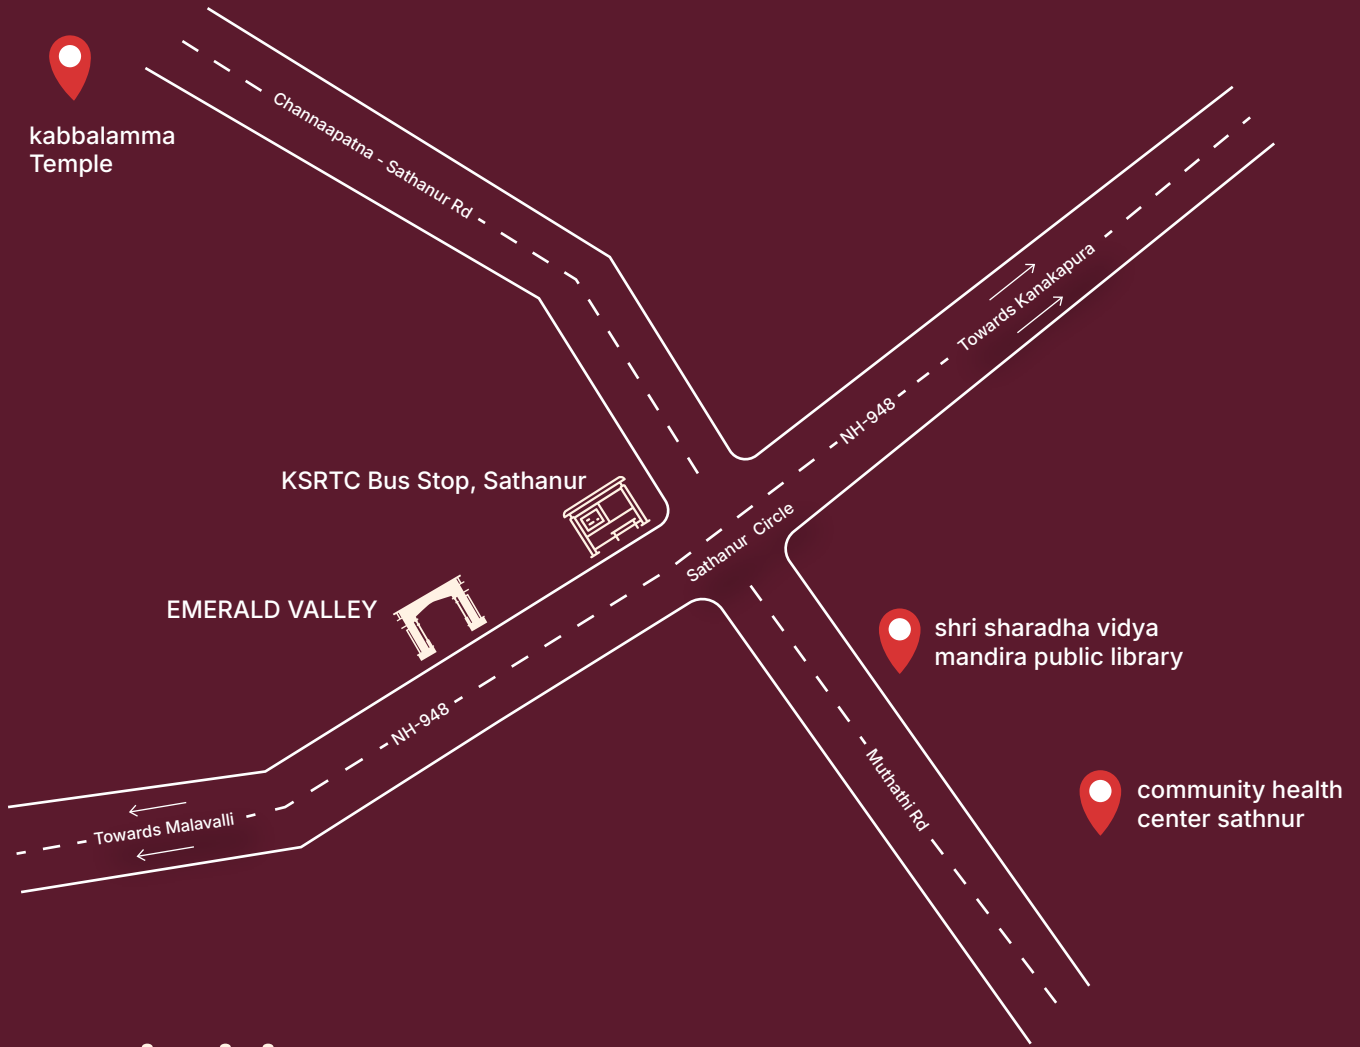 kabbalamma
Temple
Channaapatna - Sathanur Rd
Towards Kanakapura
NH-948
KSRTC Bus Stop, Sathanur
Sathanur Circle
EMERALD VALLEY
shri sharadha vidya
mandira public library
NH-948
Muthathi Rd
community health
center sathnur
Towards Malavalli